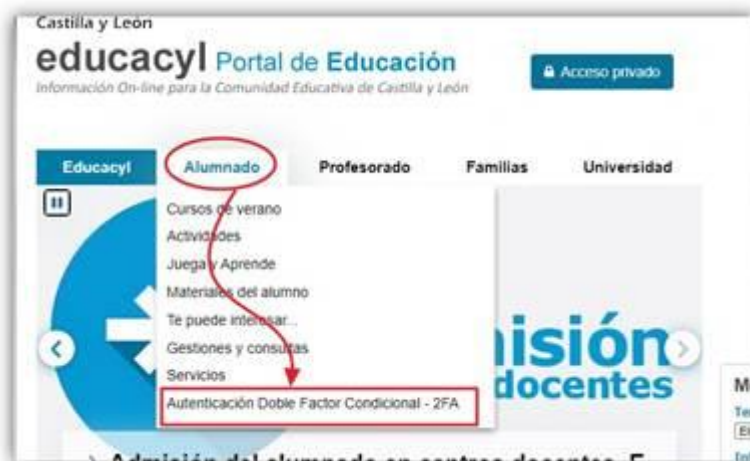 Castilla y León
educacyl Portal de Educación
Información On-line para la Comunidad Educativa de Castilla y León
Acceso privado
Educacyl Alumnado Profesorado Familias Universidad
Cursos de verano
Actividades
Juega y Aprende
Materiales del alumno
Te puede interesar...
Gestiones y consultas
Servicios
Autenticación Doble Factor Condicional - 2FA
isión
docentes
Admisión del alumnado en centros docentes. E